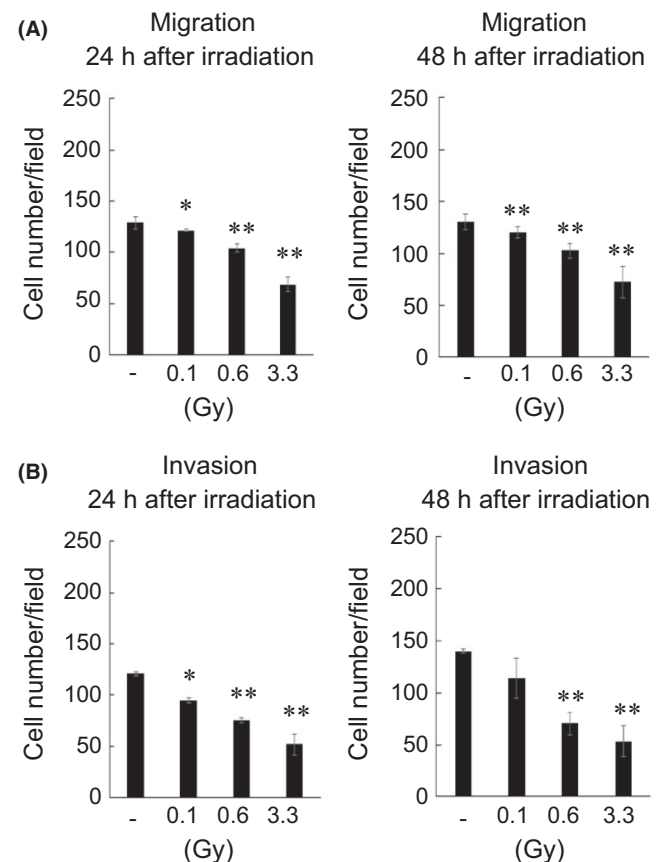 (A)
Migration
24 h after irradiation
Cell number/field
250
200
150
100
50
0
*
**
**
- 0.1 0.6 3.3
(Gy)
Migration
48 h after irradiation
Cell number/field
250
200
150
100
50
0
**
**
**
- 0.1 0.6 3.3
(Gy)
(B)
Invasion
24 h after irradiation
Cell number/field
250
200
150
100
50
0
*
**
**
- 0.1 0.6 3.3
(Gy)
Invasion
48 h after irradiation
Cell number/field
250
200
150
100
50
0
**
**
- 0.1 0.6 3.3
(Gy)